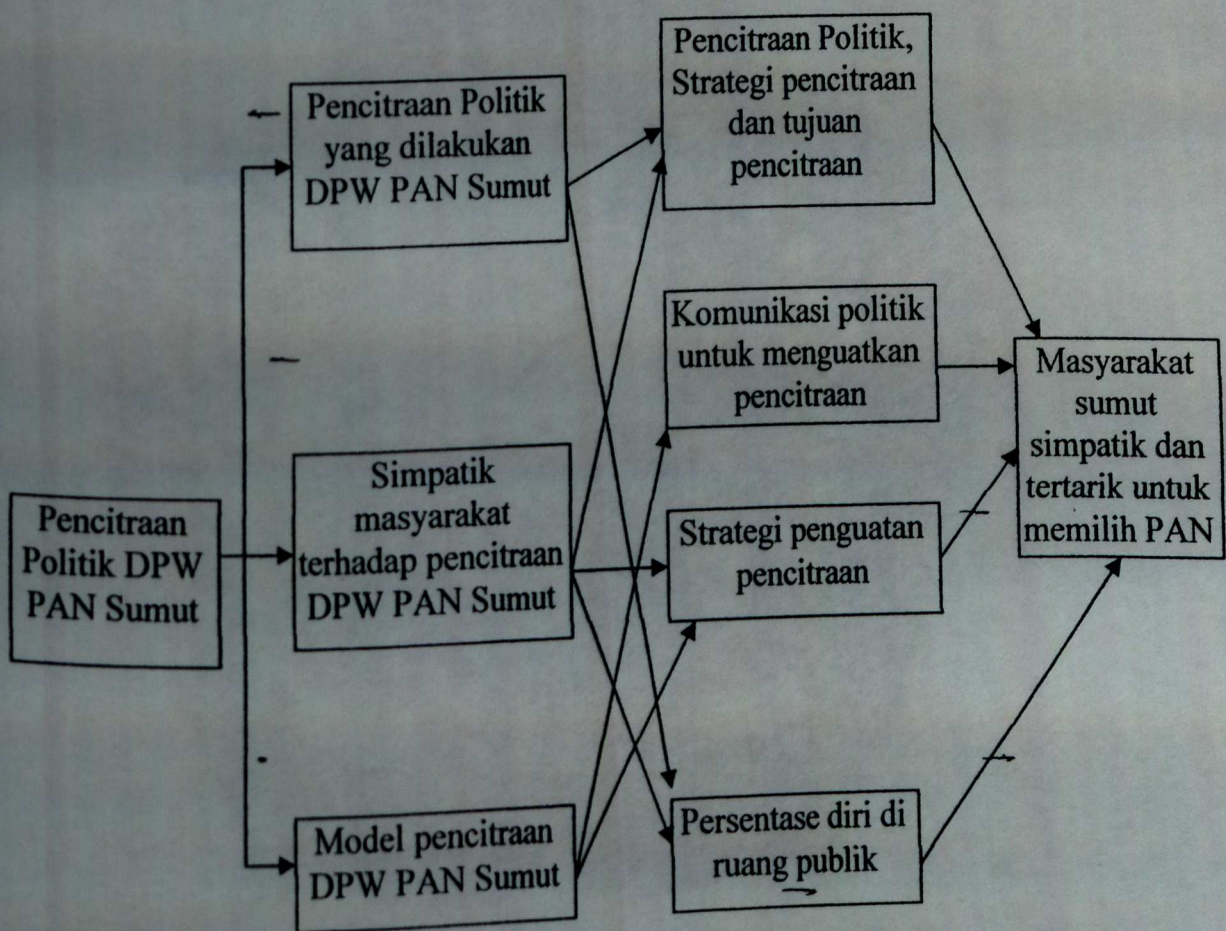 Pencitraan
Politik DPW
PAN Sumut
Pencitraan Politik
yang dilakukan
DPW PAN Sumut
Simpatik
masyarakat
terhadap pencitraan
DPW PAN Sumut
Model pencitraan
DPW PAN Sumut
Pencitraan Politik,
Strategi pencitraan
dan tujuan
pencitraan
Komunikasi politik
untuk menguatkan
pencitraan
Strategi penguatan
pencitraan
Persentase diri di
ruang publik
Masyarakat
sumut
simpatik dan
tertarik untuk
memilih PAN